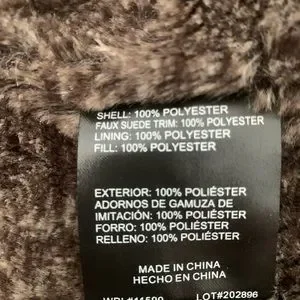 SHELL: 100% POLYESTER
FAUX SUEDE TRIM: 100% POLYESTER
LINING: 100% POLYESTER
FILL: 100% POLYESTER
EXTERIOR: 100% POLIÉSTER
ADORNOS DE GAMUZA DE
IMITACIÓN: 100% POLIÉSTER
FORRO: 100% POLIÉSTER
RELLENO: 100% POLIÉSTER
MADE IN CHINA
HECHO EN CHINA
LOT#202896